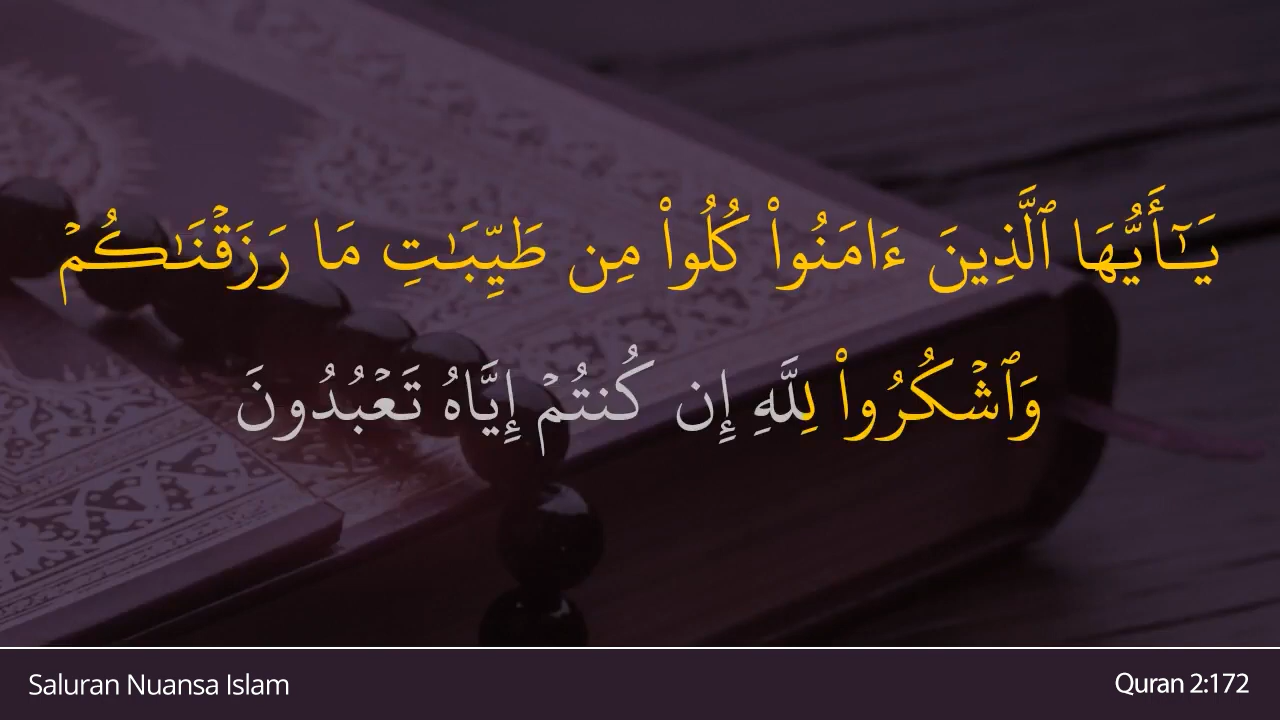 يَـٰٓأَيُّهَا ٱلَّذِينَ ءَامَنُوا۟ كُلُوا۟ مِن طَيِّبَـٰتِ مَا رَزَقْنَـٰكُمْ
وَٱشْكُرُوا۟ لِلَّهِ إِن كُنتُمْ إِيَّاهُ تَعْبُدُونَ
Saluran Nuansa Islam
Quran 2:172